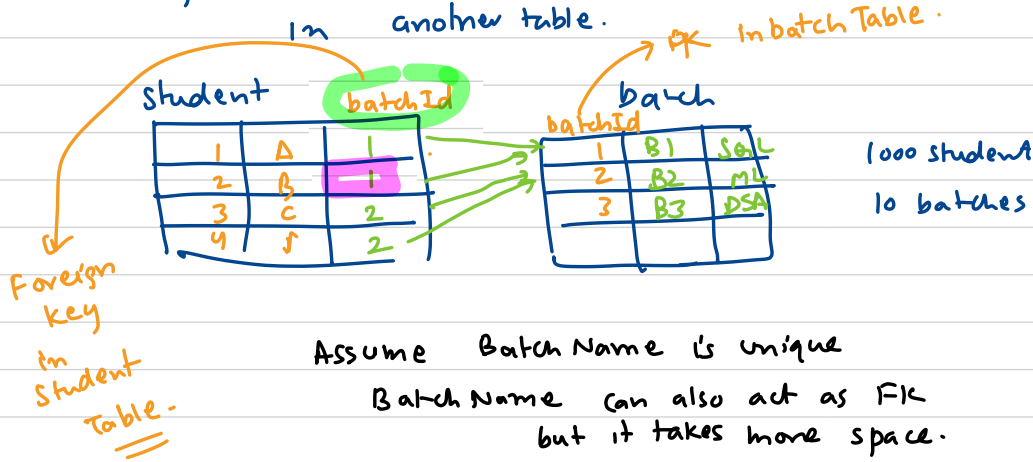 in another table.
PK in batch Table.
student batchId batch
batchId
1 A 1
2 B 1
3 C 2
4 2
1 B1 SQL
2 B2 ML
3 B3 DSA
1000 student
10 batches
Foreign
key
in
Student
Table.
Assume Batch Name is unique
Batch Name can also act as FK
but it takes more space.